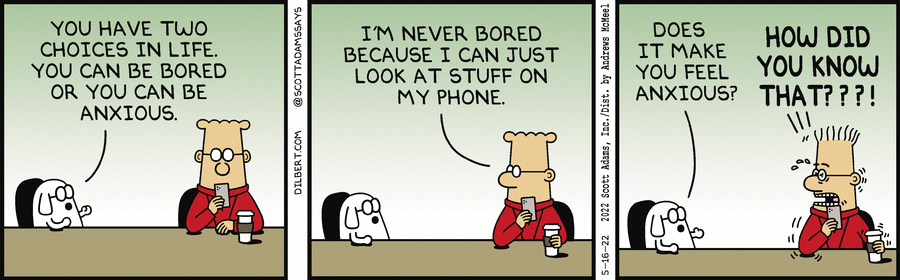 YOU HAVE TWO
CHOICES IN LIFE.
YOU CAN BE BORED
OR YOU CAN BE
ANXIOUS.
DILBERT.COM @SCOTTADAMSSAYS
I'M NEVER BORED
BECAUSE I CAN JUST
LOOK AT STUFF ON
MY PHONE.
5-16-22 2022 Scott Adams, Inc./Dist. by Andrews McMeel
DOES
IT MAKE
YOU FEEL
ANXIOUS?
HOW DID
YOU KNOW
THAT???!